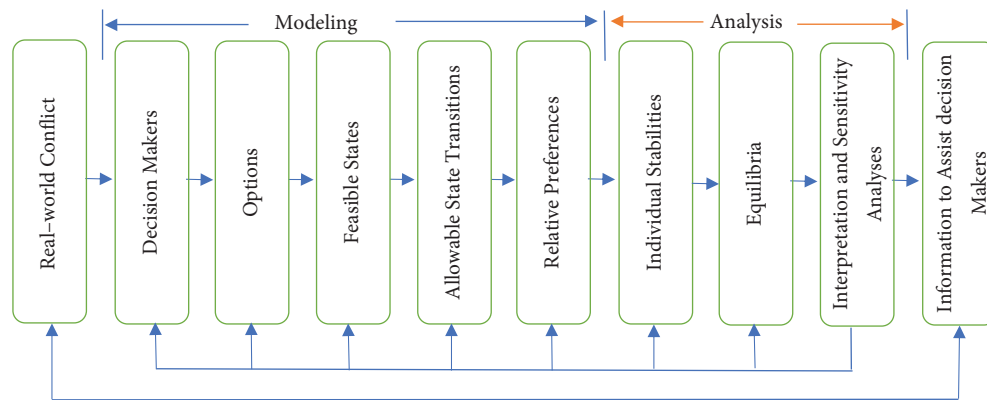 Modeling
Analysis
Real–world Conflict
Decision Makers
Options
Feasible States
Allowable State Transitions
Relative Preferences
Individual Stabilities
Equilibria
Interpretation and Sensitivity
Analyses
Information to Assist decision
Makers